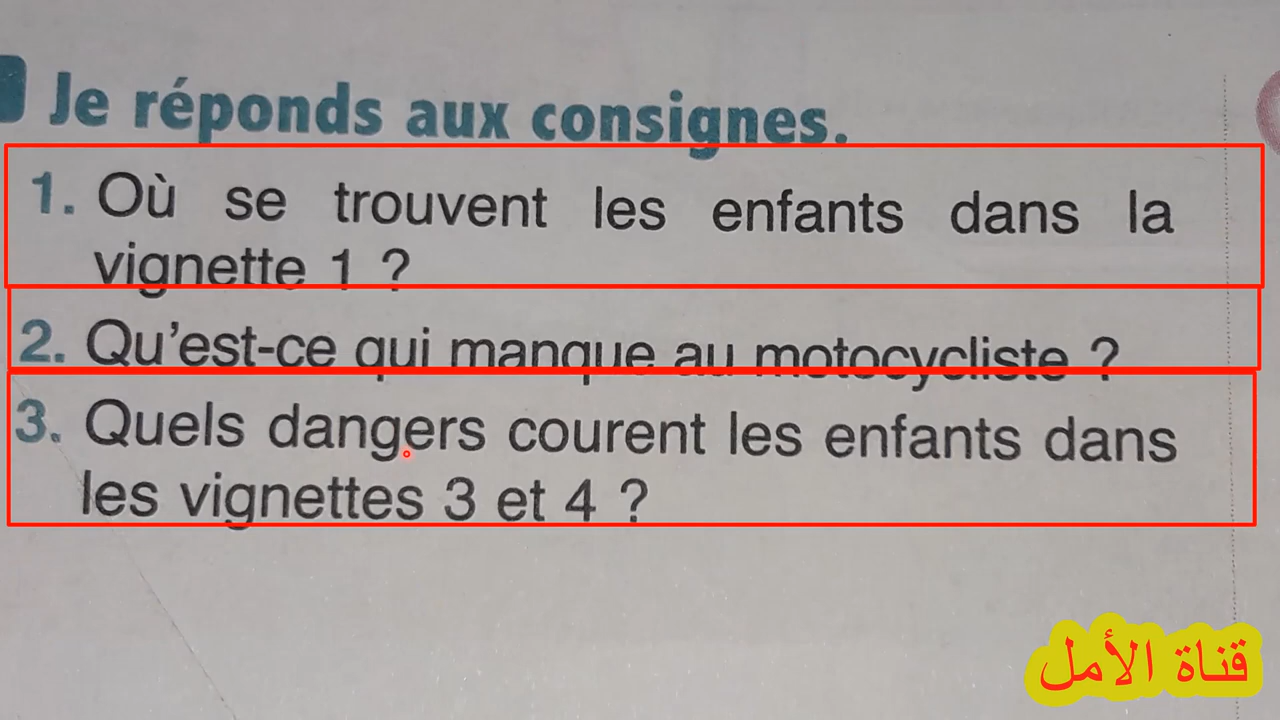 Je réponds aux consignes.
1. Où se trouvent les enfants dans la
vignette 1 ?
2. Qu'est-ce qui manque au motocycliste ?
3. Quels dangers courent les enfants dans
les vignettes 3 et 4 ?
قناة الأمل